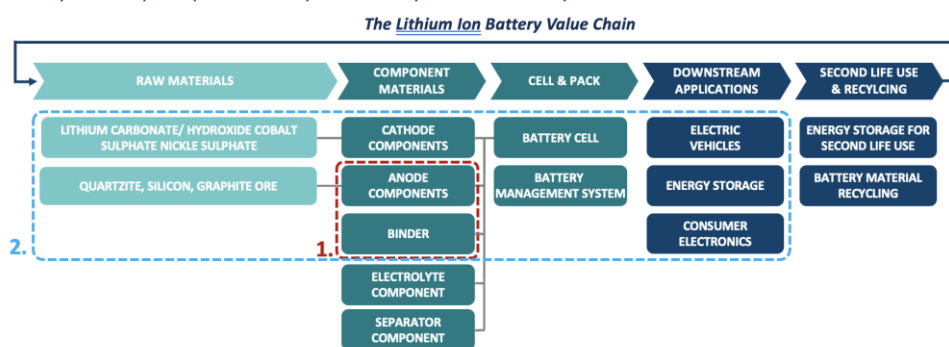 The Lithium Ion Battery Value Chain
RAW MATERIALS
COMPONENT
MATERIALS
CELL & PACK
DOWNSTREAM
APPLICATIONS
SECOND LIFE USE
& REYLCING
LITHIUM CARBONATE/ HYDROXIDE COBALT
SULPHATE NICKLE SULPHATE
CATHODE
COMPONENTS
BATTERY CELL
ELECTRIC
VEHICLES
ENERGY STORAGE FOR
SECOND LIFE USE
QUARTZITE, SILICON, GRAPHITE ORE
ANODE
COMPONENTS
BATTERY
MANAGEMENT SYSTEM
ENERGY STORAGE
BATTERY MATERIAL
RECYCLING
BINDER
CONSUMER
ELECTRONICS
2.
1.
ELECTROLYTE
COMPONENT
SEPARATOR
COMPONENT